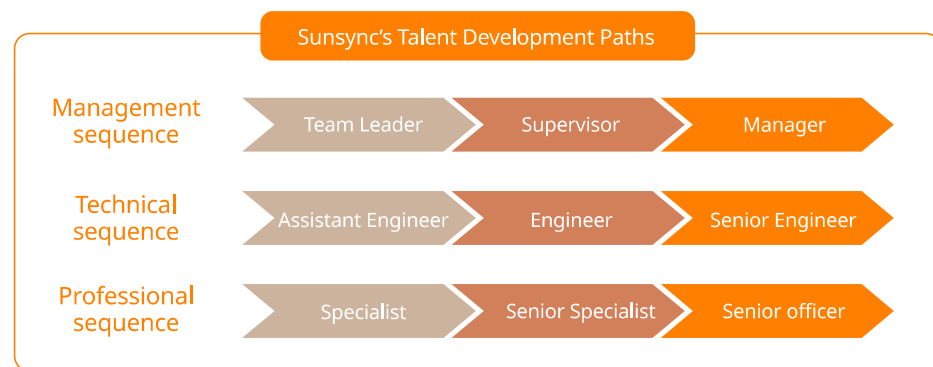 Sunsync's Talent Development Paths
Management
sequence
Team Leader
Supervisor
Manager
Technical
sequence
Assistant Engineer
Engineer
Senior Engineer
Professional
sequence
Specialist
Senior Specialist
Senior officer